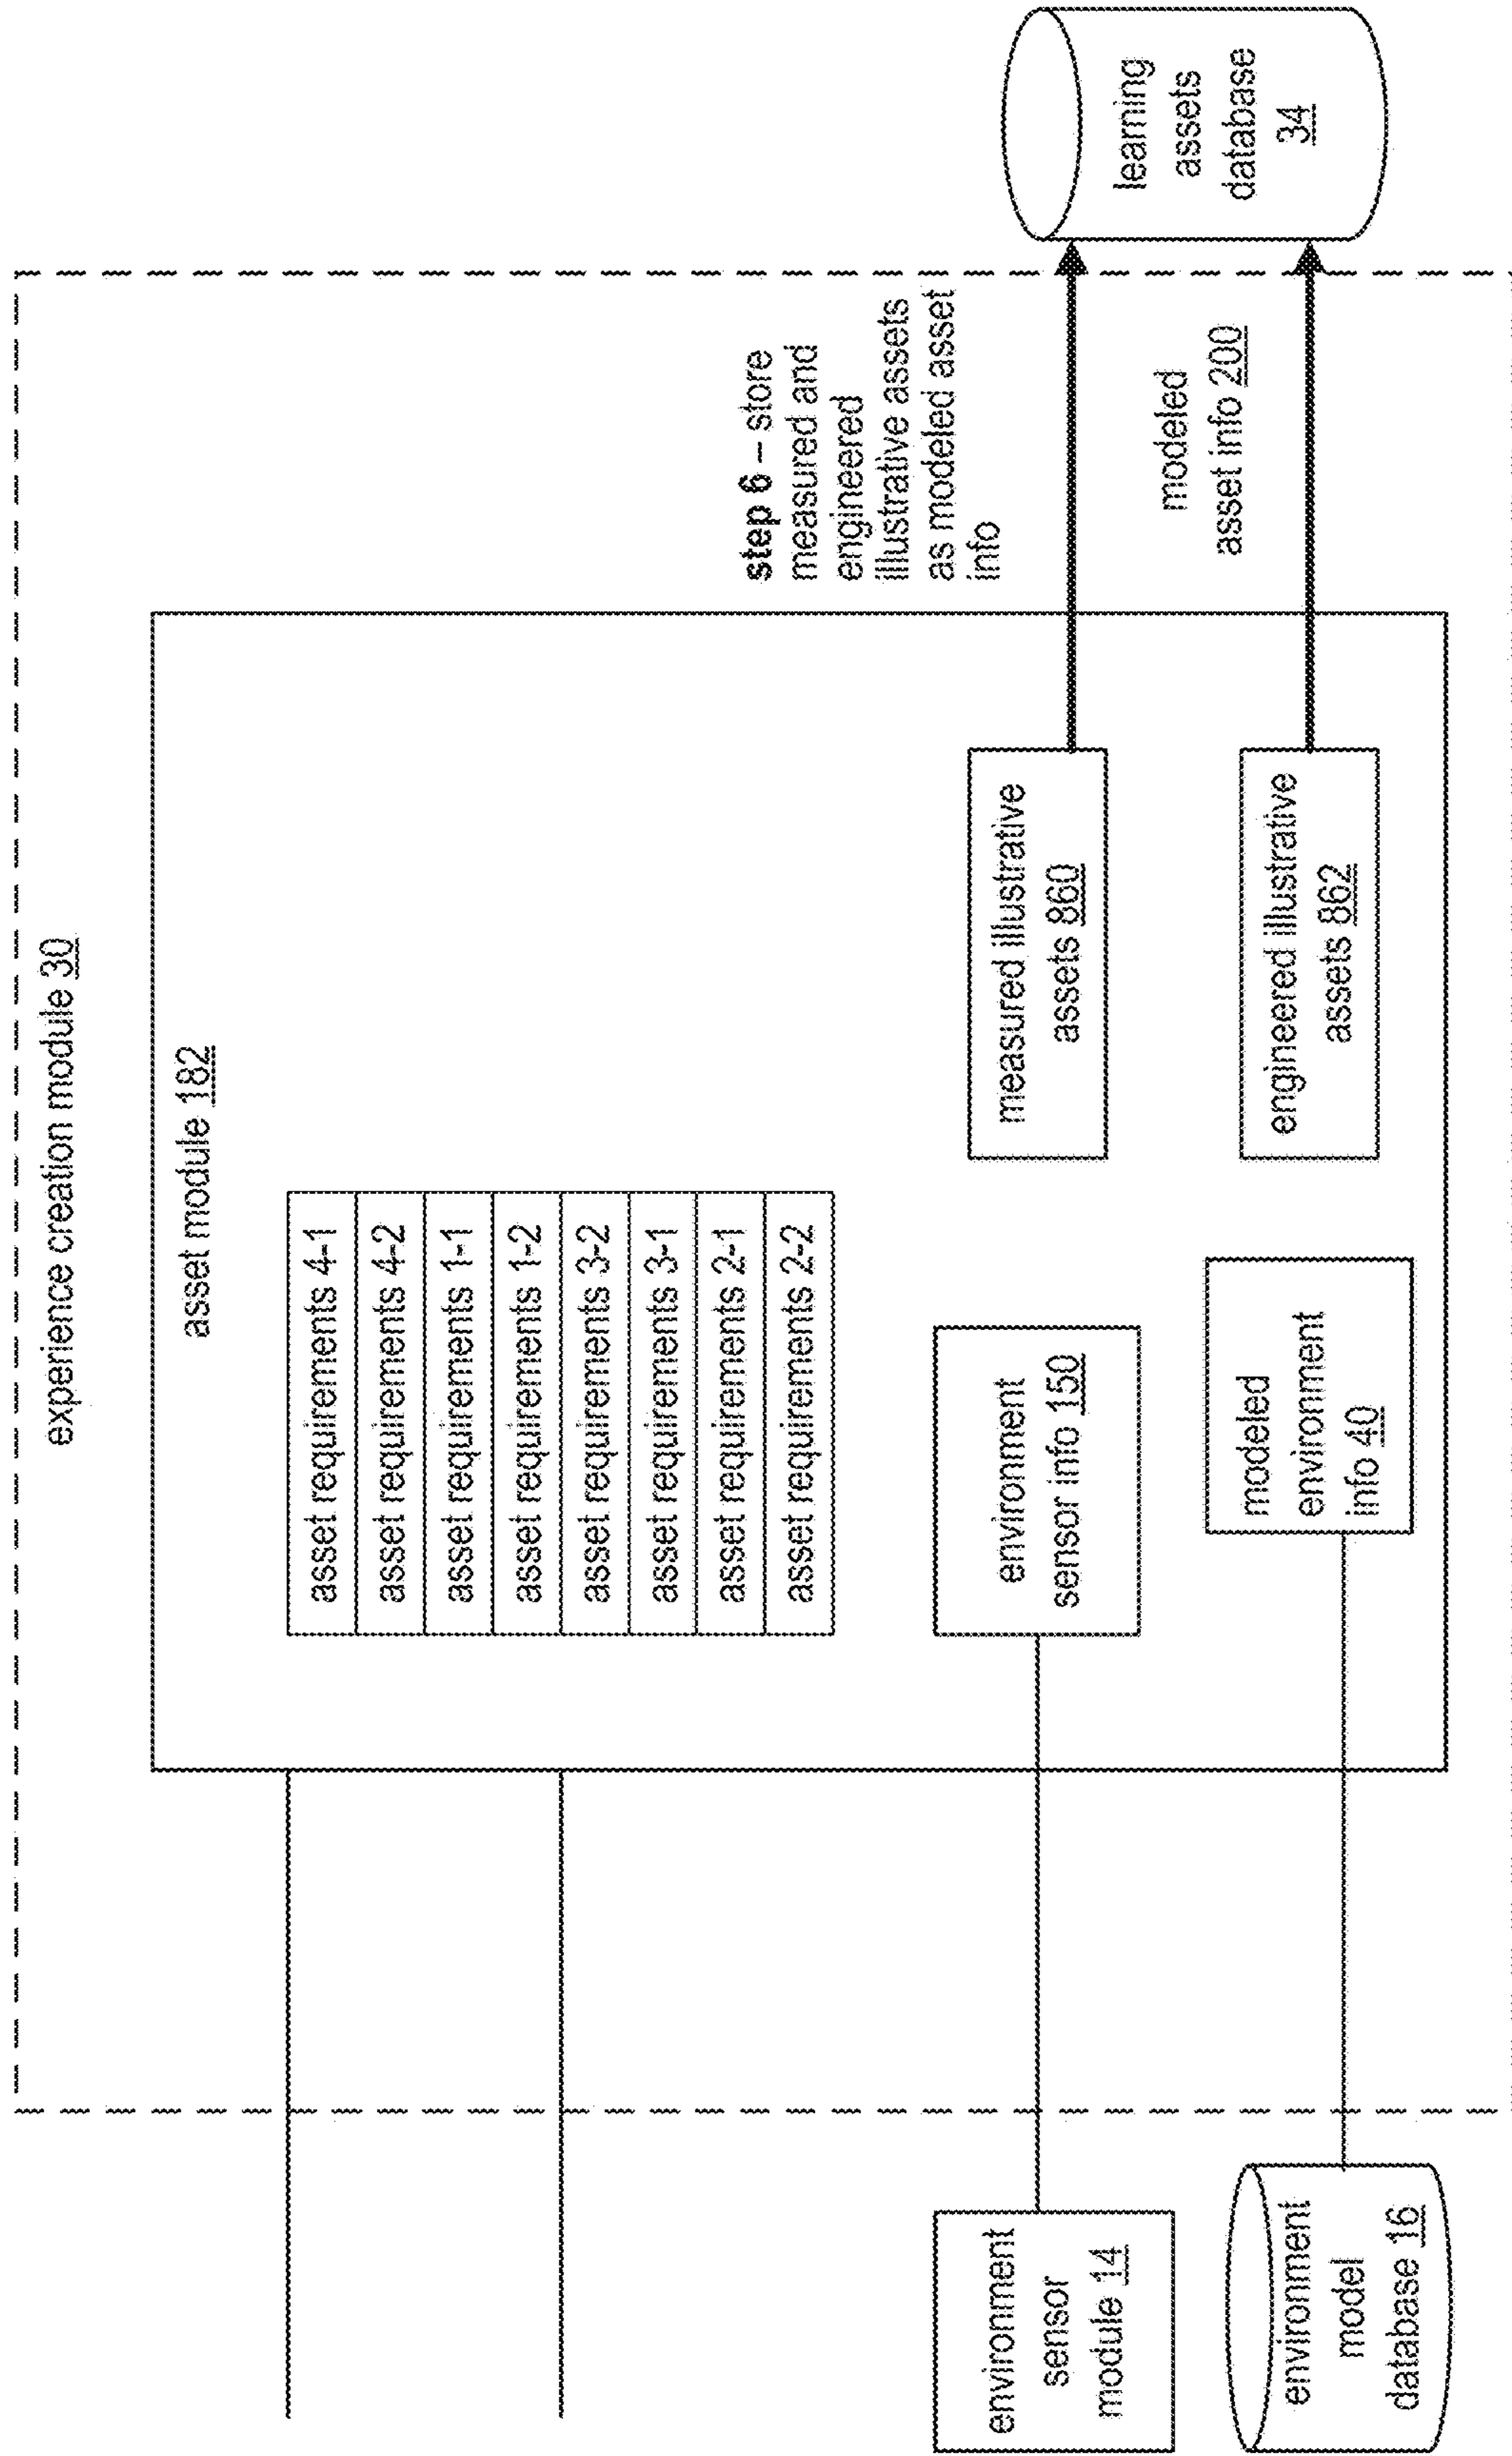 experience creation module 30
asset module 182
asset requirements 4-1
asset requirements 4-2
asset requirements 1-1
asset requirements 1-2
asset requirements 3-2
asset requirements 3-1
asset requirements 2-1
asset requirements 2-2
step 6 – store
measured and
engineered
illustrative assets
as modeled asset
info
environment
sensor
module 14
environment
sensor info 150
measured illustrative
assets 860
modeled
asset info 200
learning
assets
database
34
environment
model
database 16
modeled
environment
info 40
engineered illustrative
assets 862